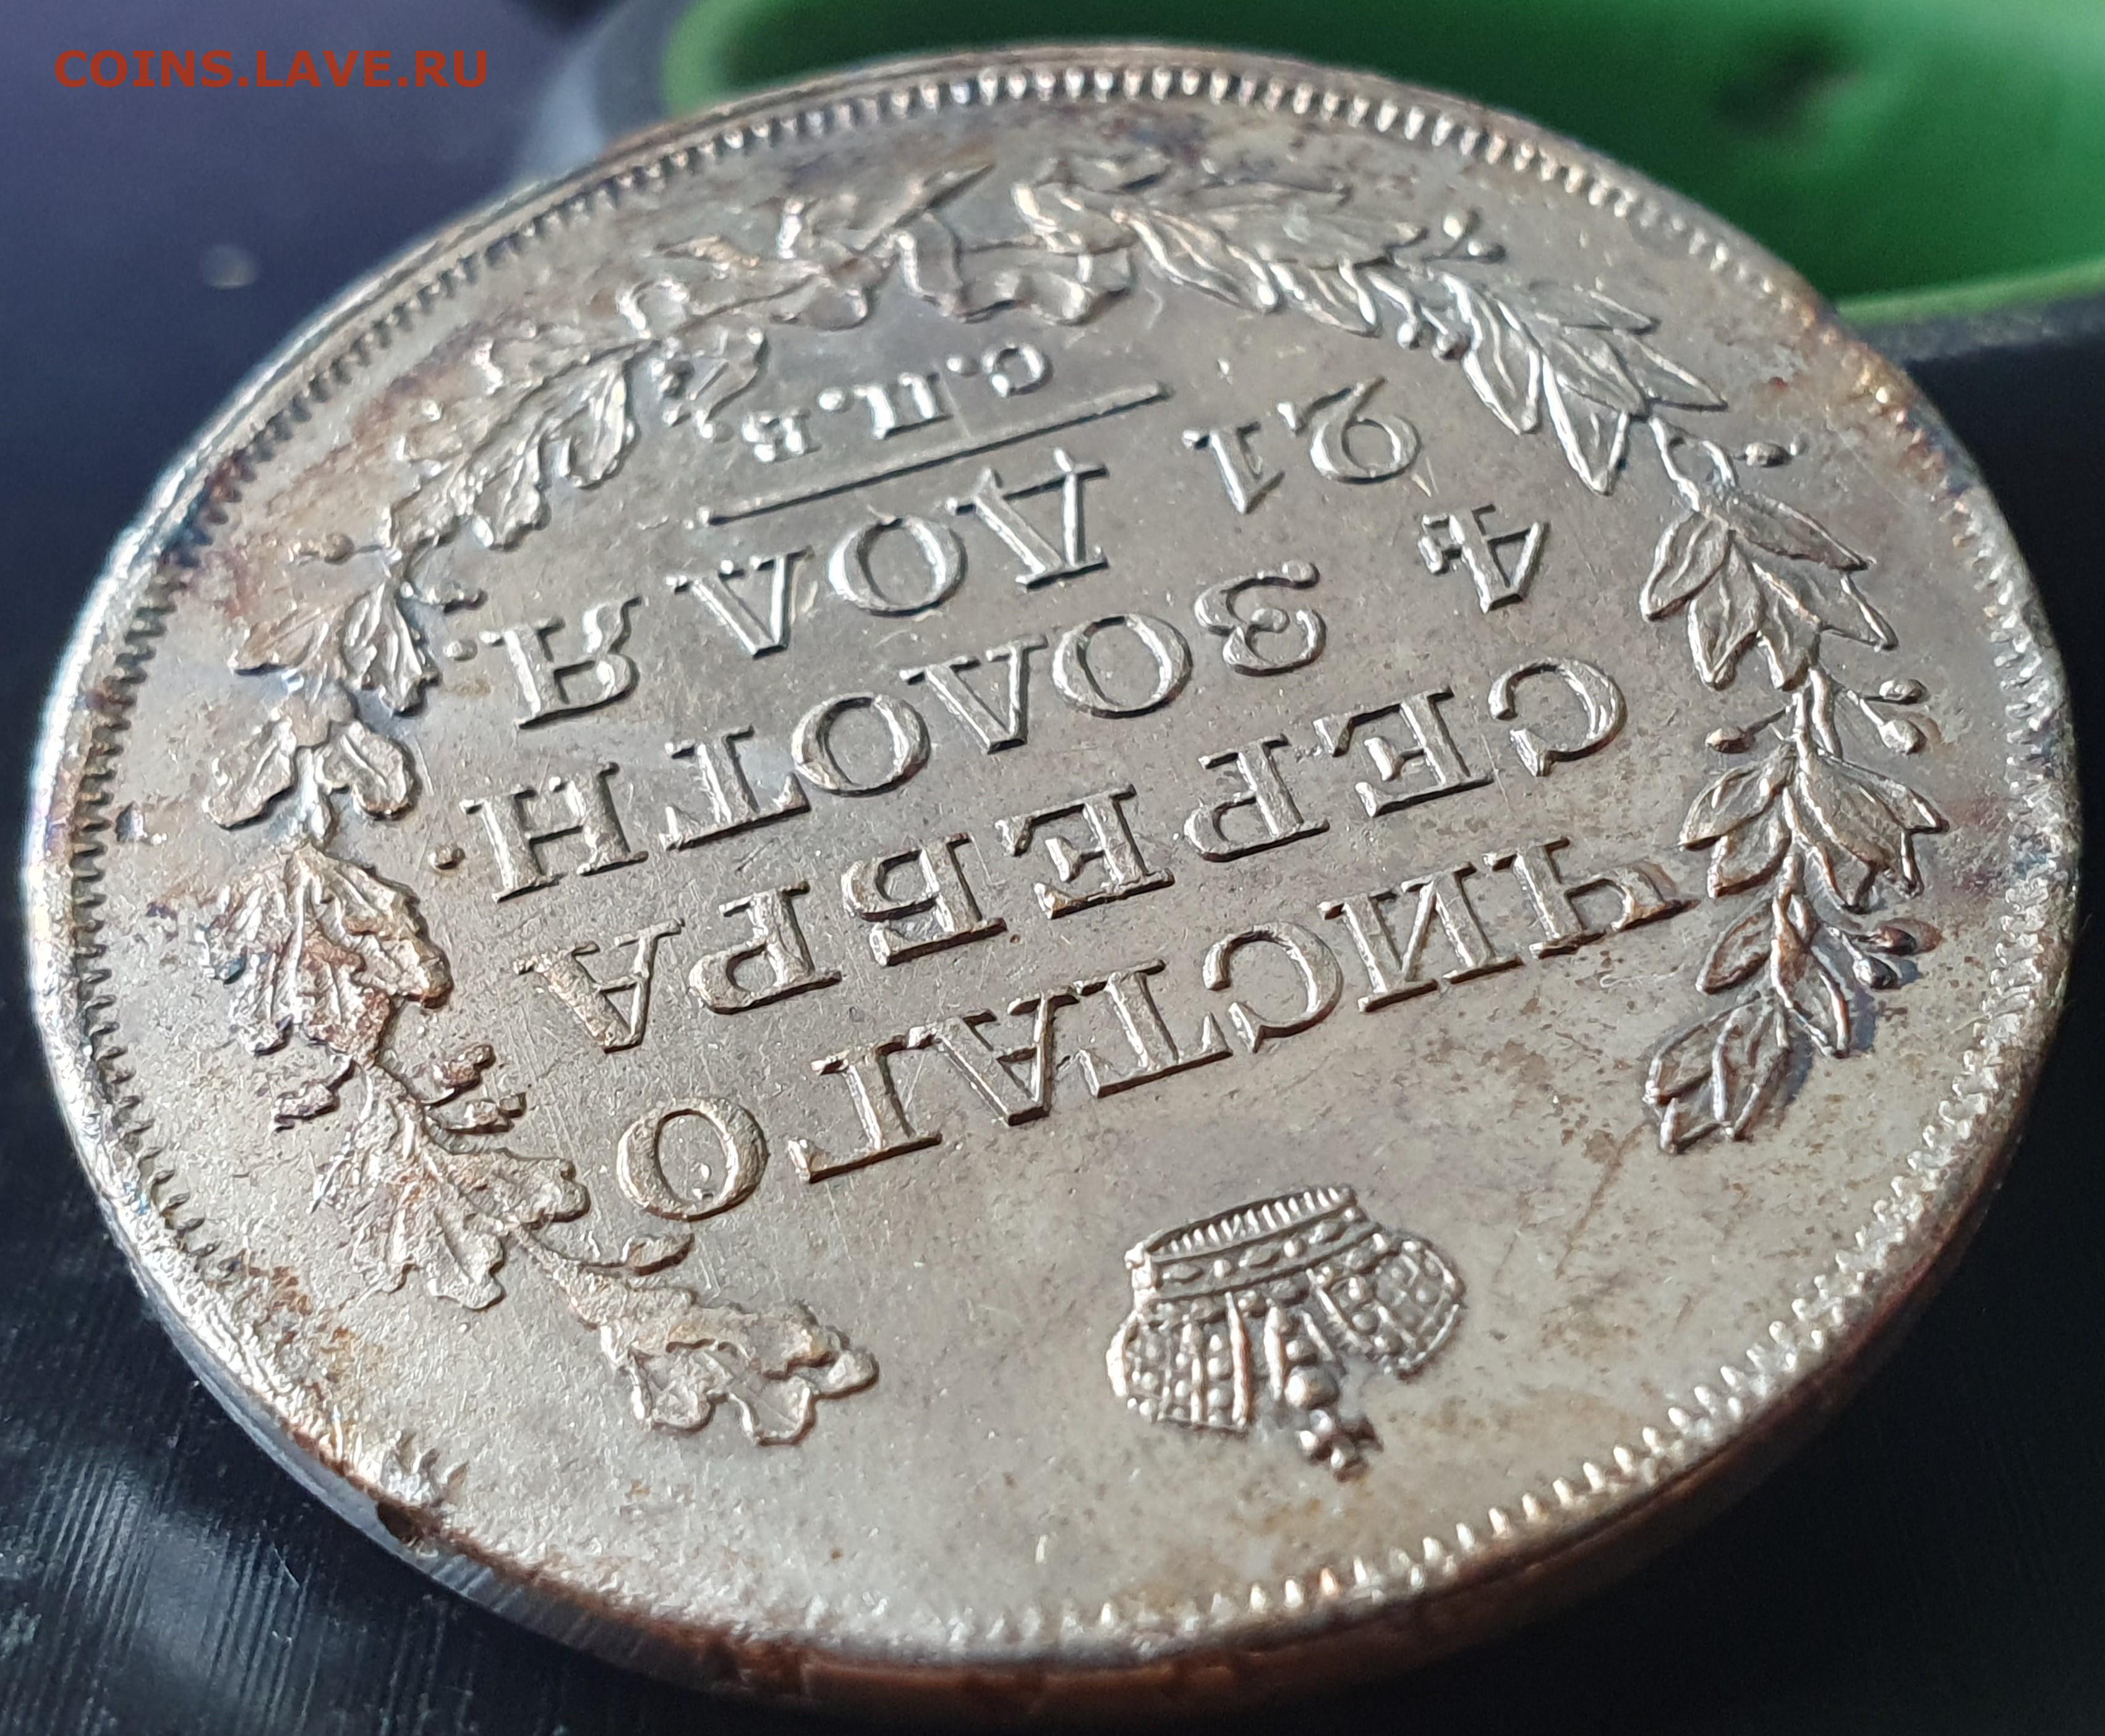 COINS.LAVE.RU
ЧИСТАГО
СЕРЕБРА
4 ЗОЛОТН.
21 ДОЛЯ.
С.П.Б.